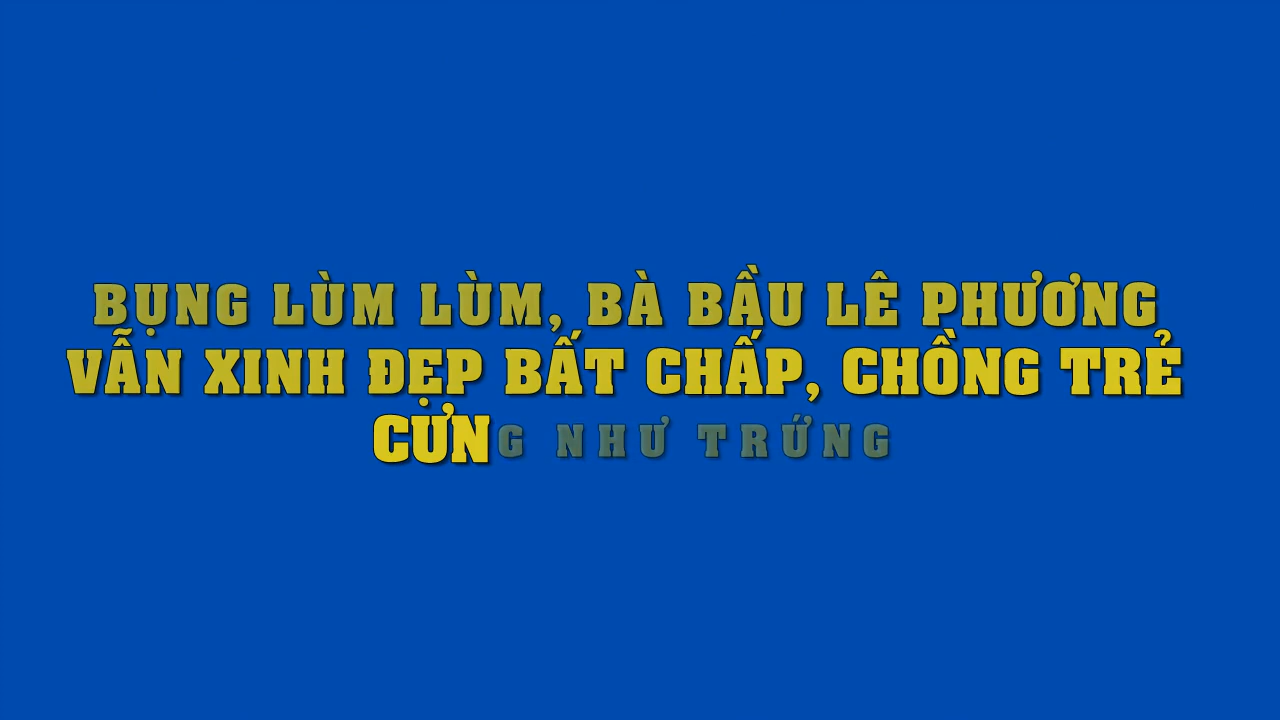 BỤNG LÙM LÙM, BÀ BẦU LÊ PHƯƠNG
VẪN XINH ĐẸP BẤT CHẤP, CHỒNG TRẺ
CƯNG NHƯ TRỨNG